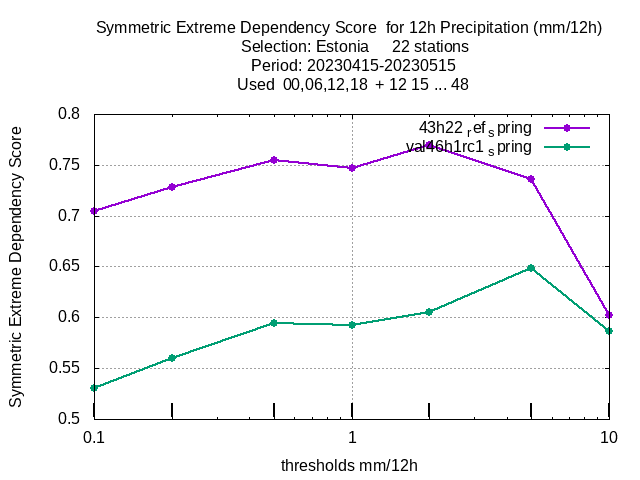 Symmetric Extreme Dependency Score for 12h Precipitation (mm/12h)
Selection: Estonia 22 stations
Period: 20230415-20230515
Used 00,06,12,18 + 12 15 ... 48
43h22 ref spring
val46h1rc1 spring
Symmetric Extreme Dependency Score
0.8
0.75
0.7
0.65
0.6
0.55
0.5
0.1 1 10
thresholds mm/12h